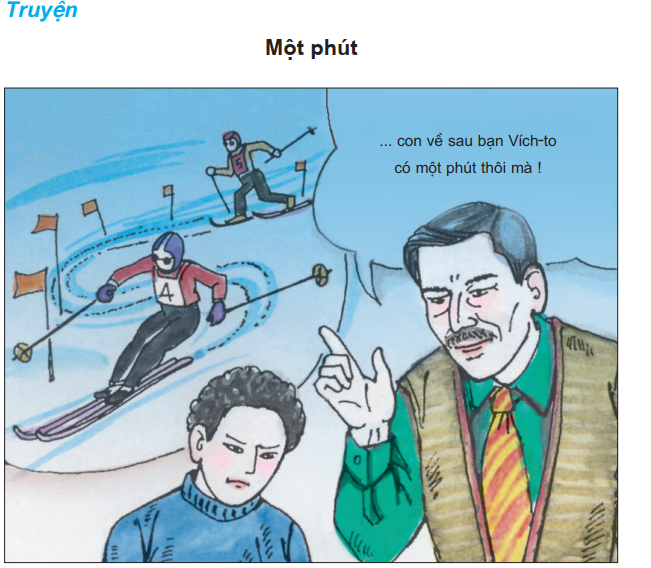 Truyện
Một phút
... con về sau bạn Vích-to
có một phút thôi mà !
5
4